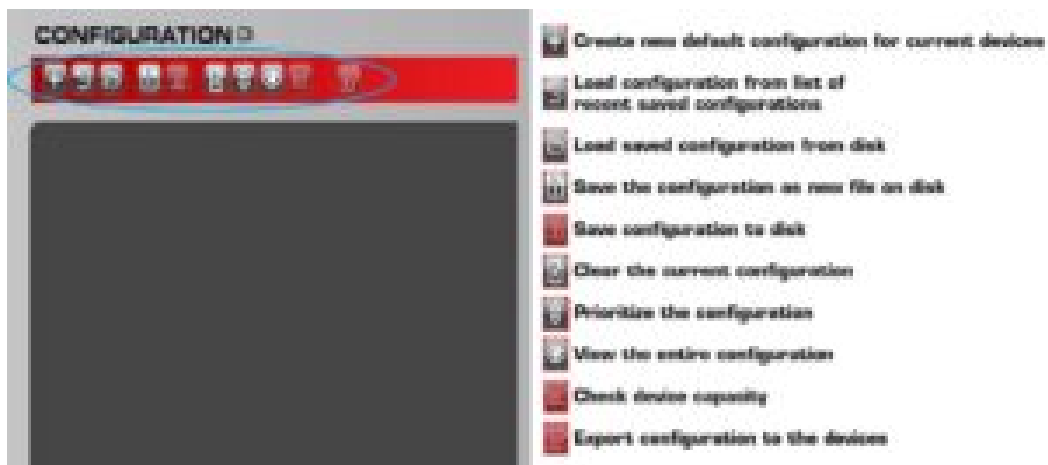 CONFIGURATION
Create new default configuration for current devices
Load configuration from list of
recent saved configurations
Load saved configuration from disk
Save the configuration as new file on disk
Save configuration to disk
Clear the current configuration
Prioritize the configuration
View the entire configuration
Check device capacity
Export configuration to the devices